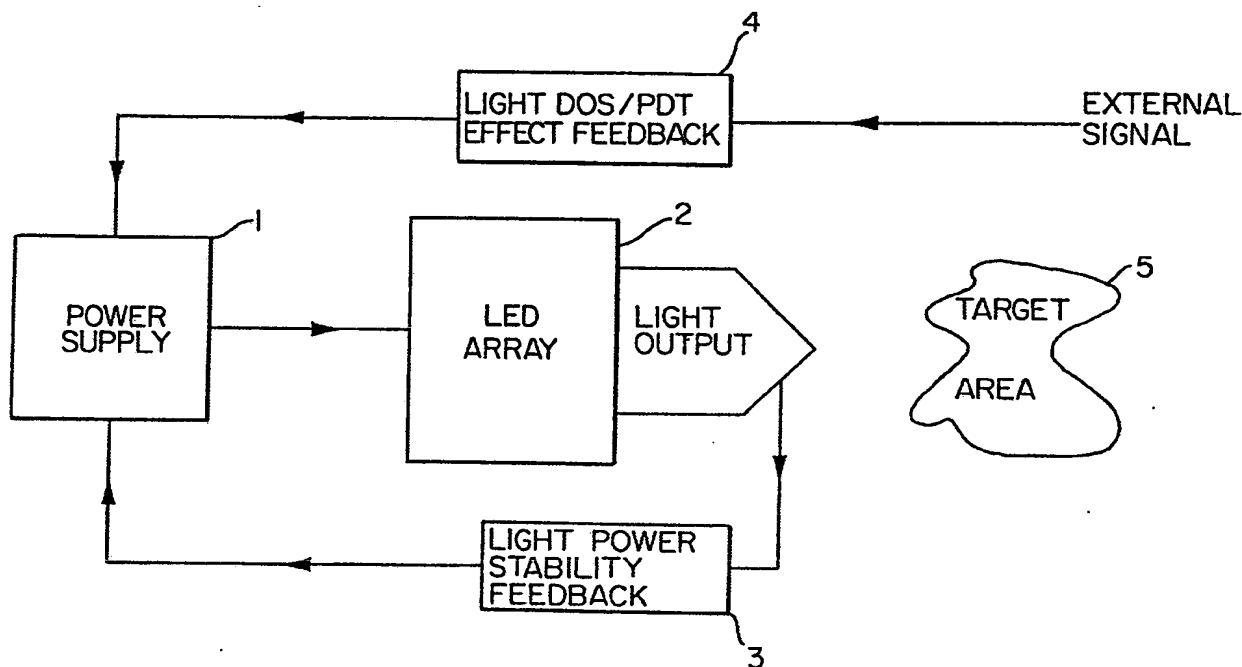 4
LIGHT DOS/PDT
EFFECT FEEDBACK
EXTERNAL
SIGNAL
1
POWER
SUPPLY
2
LED
ARRAY
LIGHT
OUTPUT
5
TARGET
AREA
LIGHT POWER
STABILITY
FEEDBACK
3